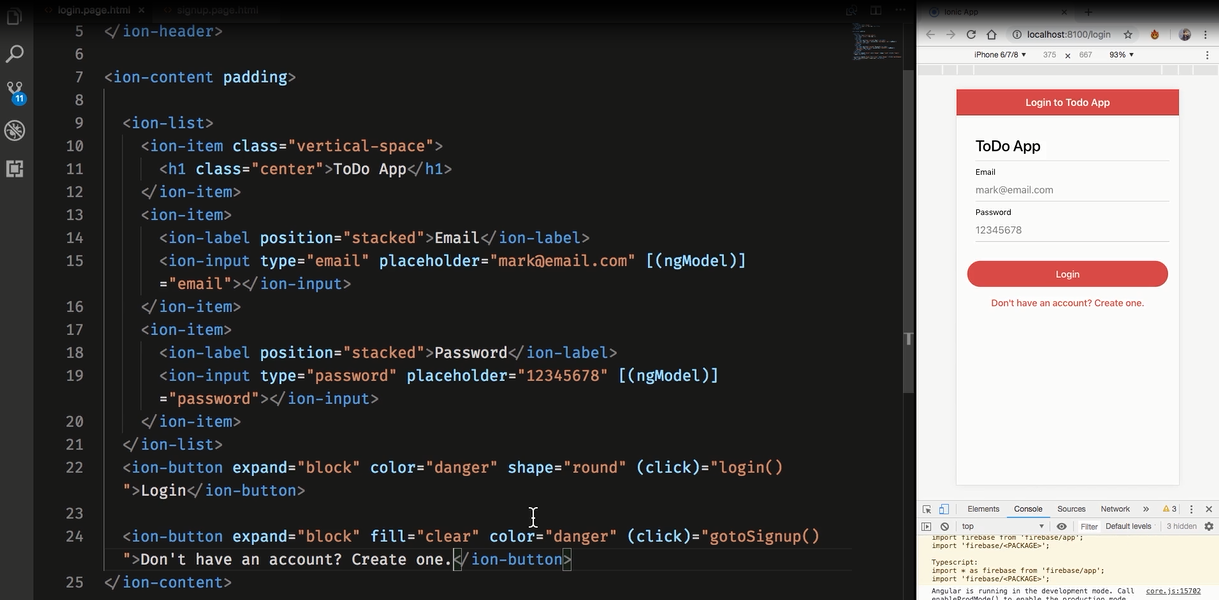 login.page.html
signup.page.html
5 </ion-header>
6
7 <ion-content padding>
8
9 <ion-list>
10 <ion-item class="vertical-space">
11 <h1 class="center">ToDo App</h1>
12 </ion-item>
13 <ion-item>
14 <ion-label position="stacked">Email</ion-label>
15 <ion-input type="email" placeholder="mark@email.com" [(ngModel)]
="email"></ion-input>
16 </ion-item>
17 <ion-item>
18 <ion-label position="stacked">Password</ion-label>
19 <ion-input type="password" placeholder="12345678" [(ngModel)]
="password"></ion-input>
20 </ion-item>
21 </ion-list>
22 <ion-button expand="block" color="danger" shape="round" (click)="login()
">Login</ion-button>
23
24 <ion-button expand="block" fill="clear" color="danger" (click)="gotoSignup()
">Don't have an account? Create one.</ion-button>
25 </ion-content>
11
T
Ionic App
localhost:8100/login
iPhone 6/7/8 375 x 667 93%
Login to Todo App
ToDo App
Email
mark@email.com
Password
12345678
Login
Don't have an account? Create one.
Elements Console Sources Network 3
top Filter Default levels 3 hidden
import firebase from 'firebase/app';
import 'firebase/<PACKAGE>';
Typescript:
import * as firebase from 'firebase/app';
import 'firebase/<PACKAGE>';
Angular is running in the development mode. Call core.js:15702
enableProdMode() to enable the production mode.